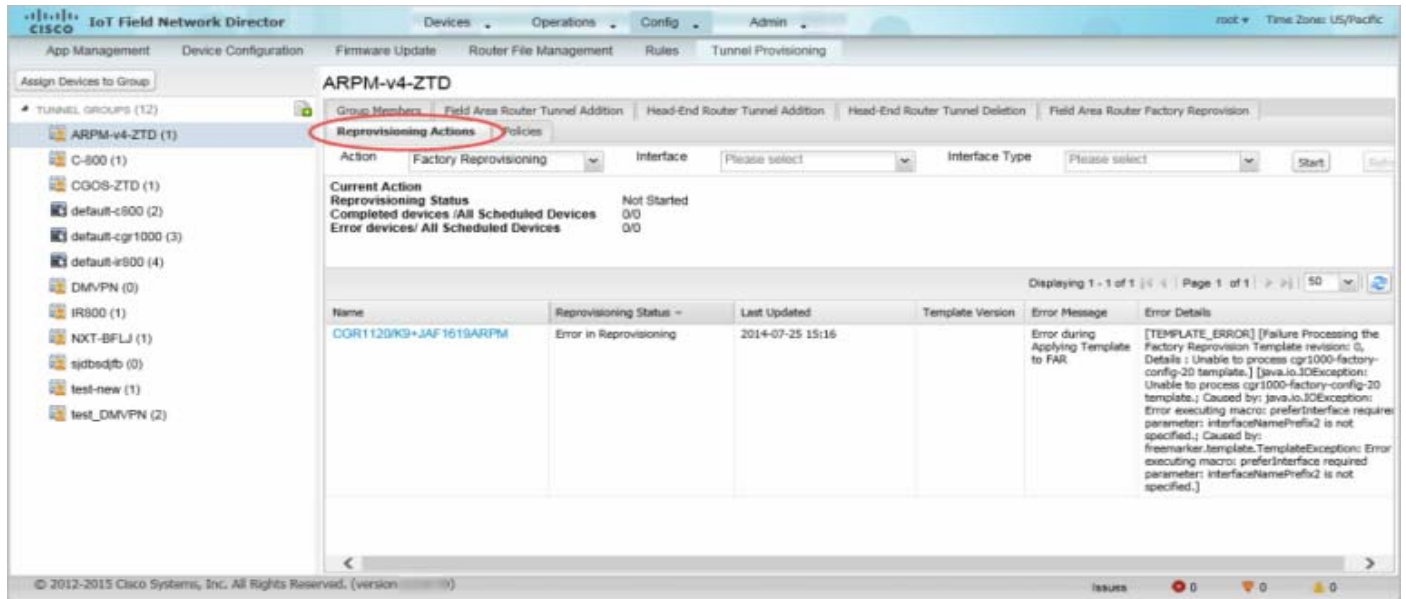 CISCO IoT Field Network Director
Devices Operations Config Admin
root Time Zone: US/Pacific
App Management Device Configuration Firmware Update Router File Management Rules Tunnel Provisioning
Assign Devices to Group
TUNNEL GROUPS (12)
ARPM-v4-ZTD (1)
C-800 (1)
CGOS-ZTD (1)
default-c800 (2)
default-cgr1000 (3)
default-ir800 (4)
DMVPN (0)
IR800 (1)
NXT-BFLJ (1)
sjdbsdjfb (0)
test-new (1)
test_DMVPN (2)
ARPM-v4-ZTD
Group Members Field Area Router Tunnel Addition Head-End Router Tunnel Addition Head-End Router Tunnel Deletion Field Area Router Factory Reprovision
Reprovisioning Actions Policies
Action Factory Reprovisioning Interface Please select Interface Type Please select Start
Current Action
Reprovisioning Status Not Started
Completed devices /All Scheduled Devices 0/0
Error devices/ All Scheduled Devices 0/0
Displaying 1 - 1 of 1 Page 1 of 1 50
Name Reprovisioning Status Last Updated Template Version Error Message Error Details
CGR1120/K9+JAF1619ARPM Error in Reprovisioning 2014-07-25 15:16
Error during
Applying Template
to FAR
[TEMPLATE_ERROR] [Failure Processing the
Factory Reprovision Template revision: 0,
Details : Unable to process cgr1000-factory-
config-20 template.] [java.io.IOException:
Unable to process cgr1000-factory-config-20
template.; Caused by: java.io.IOException:
Error executing macro: preferInterface require
parameter: interfaceNamePrefix2 is not
specified.; Caused by:
freemarker.template.TemplateException: Error
executing macro: preferInterface required
parameter: interfaceNamePrefix2 is not
specified.]
© 2012-2015 Cisco Systems, Inc. All Rights Reserved. (version
Issues 0 0 0